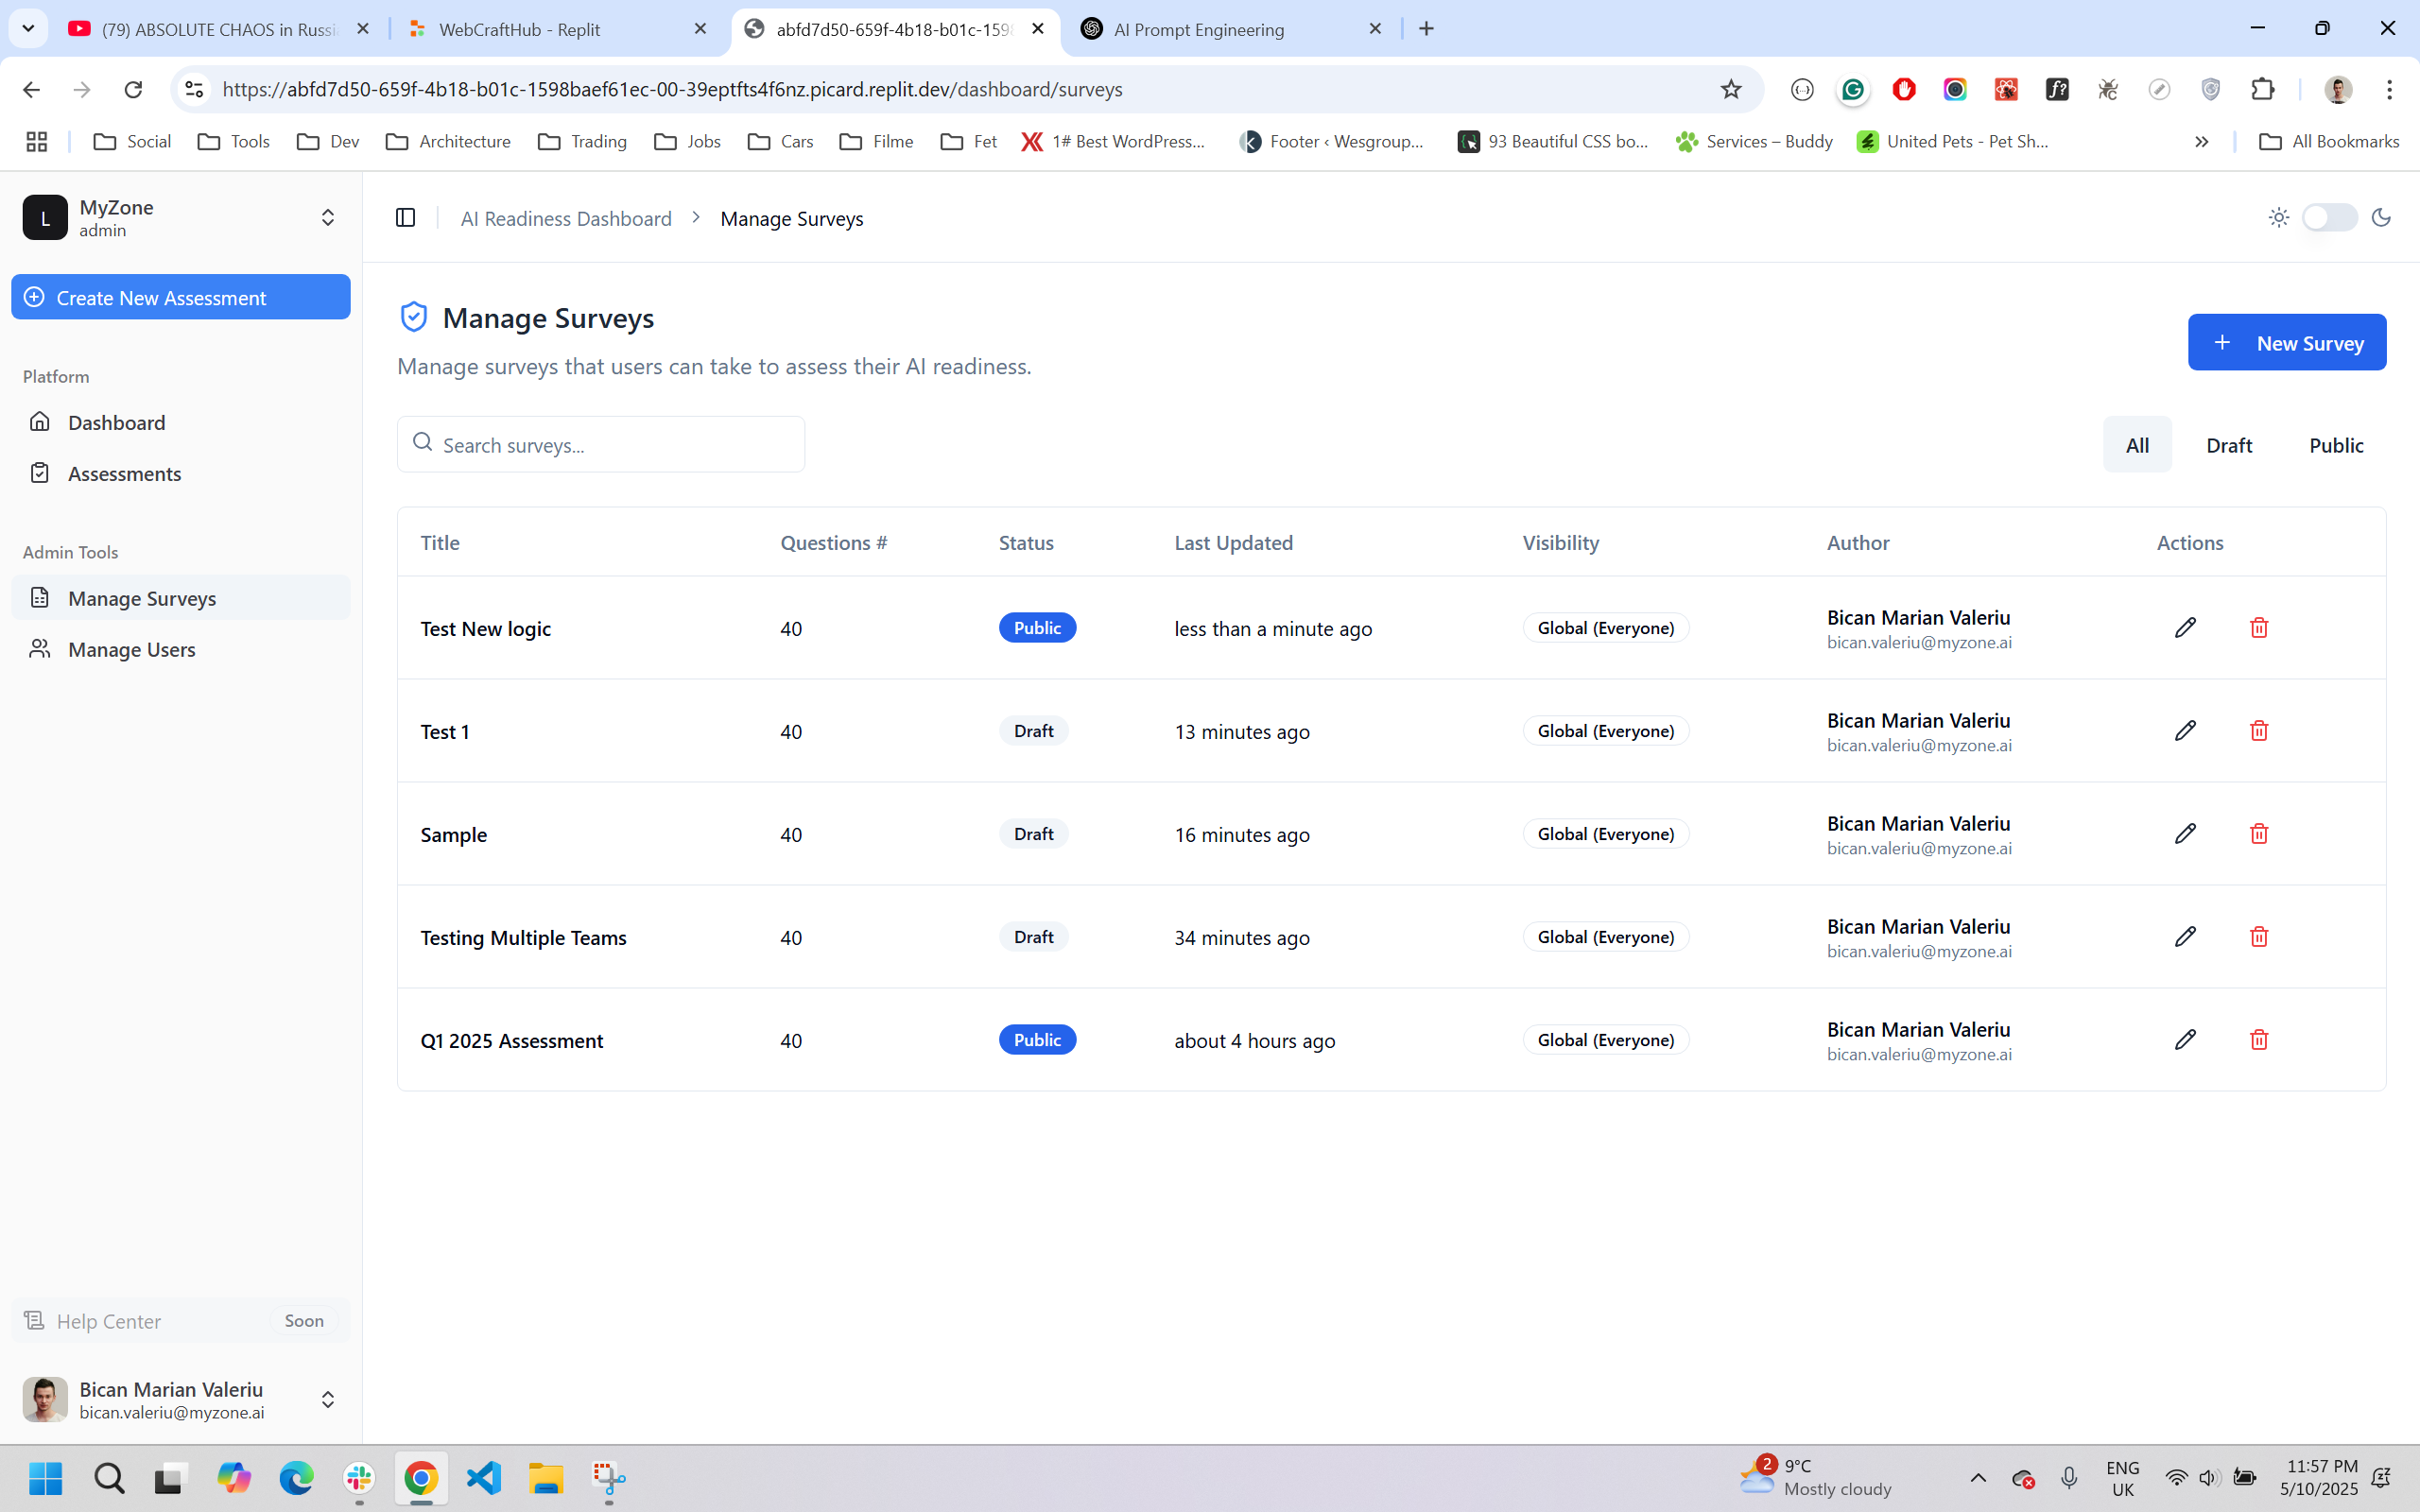 (79) ABSOLUTE CHAOS in Russi
WebCraftHub - Replit
abfd7d50-659f-4b18-b01c-159
AI Prompt Engineering
https://abfd7d50-659f-4b18-b01c-1598baef61ec-00-39eptfts4f6nz.picard.replit.dev/dashboard/surveys
Social
Tools
Dev
Architecture
Trading
Jobs
Cars
Filme
Fet
1# Best WordPress...
Footer ‹ Wesgroup...
93 Beautiful CSS bo...
Services – Buddy
United Pets - Pet Sh...
All Bookmarks
L
MyZone
admin
Create New Assessment
Platform
Dashboard
Assessments
Admin Tools
Manage Surveys
Manage Users
Help Center
Soon
Bican Marian Valeriu
bican.valeriu@myzone.ai
AI Readiness Dashboard > Manage Surveys
Manage Surveys
Manage surveys that users can take to assess their AI readiness.
New Survey
Search surveys...
All
Draft
Public
Title Questions # Status Last Updated Visibility Author Actions
Test New logic 40 Public less than a minute ago Global (Everyone) Bican Marian Valeriu
bican.valeriu@myzone.ai
Test 1 40 Draft 13 minutes ago Global (Everyone) Bican Marian Valeriu
bican.valeriu@myzone.ai
Sample 40 Draft 16 minutes ago Global (Everyone) Bican Marian Valeriu
bican.valeriu@myzone.ai
Testing Multiple Teams 40 Draft 34 minutes ago Global (Everyone) Bican Marian Valeriu
bican.valeriu@myzone.ai
Q1 2025 Assessment 40 Public about 4 hours ago Global (Everyone) Bican Marian Valeriu
bican.valeriu@myzone.ai
2
9°C
Mostly cloudy
ENG
UK
11:57 PM
5/10/2025